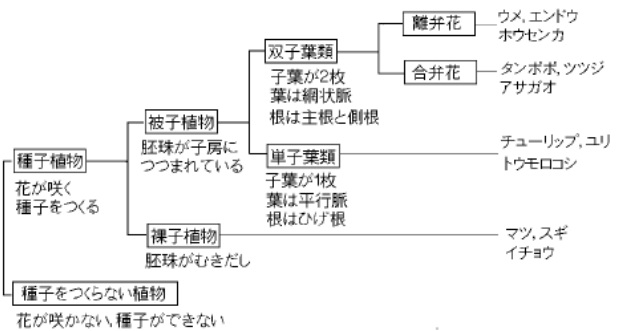 離弁花
ウメ, エンドウ
ホウセンカ
双子葉類
合弁花
タンポポ, ツツジ
アサガオ
子葉が2枚
葉は網状脈
根は主根と側根
被子植物
胚珠が子房に
つつまれている
単子葉類
チューリップ, ユリ
トウモロコシ
子葉が1枚
葉は平行脈
根はひげ根
種子植物
花が咲く
種子をつくる
裸子植物
マツ, スギ
イチョウ
胚珠がむきだし
種子をつくらない植物
花が咲かない, 種子ができない